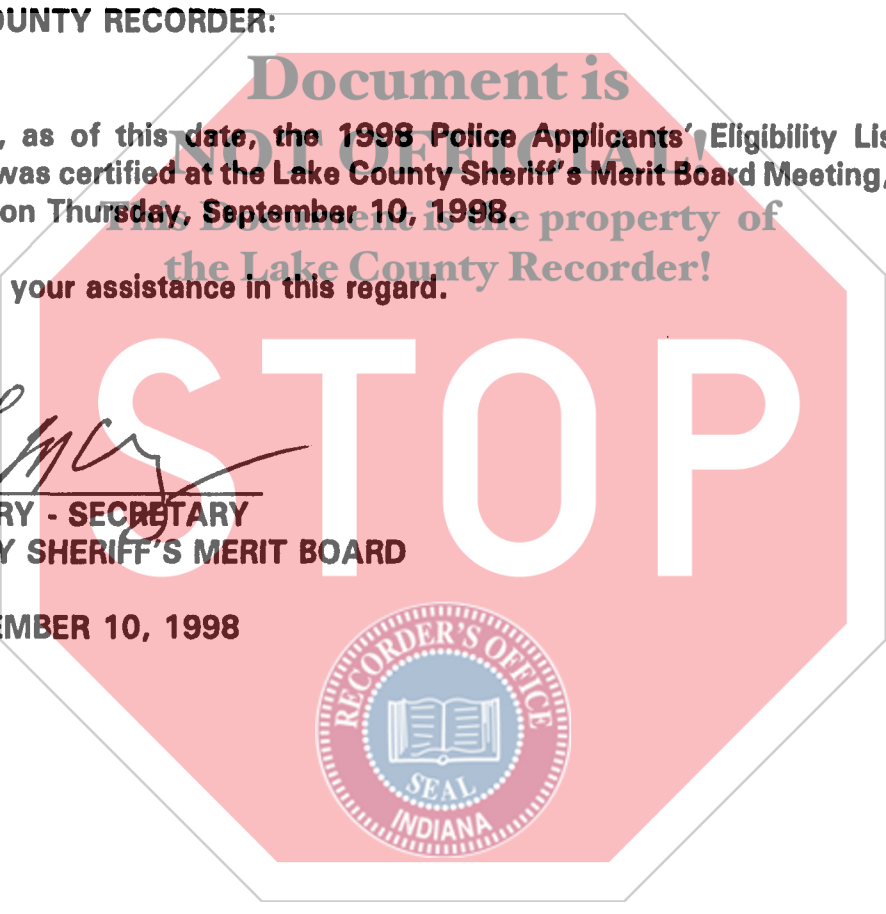 OUNTY RECORDER:
Document is
, as of this date, the 1998 Police Applicants' Eligibility Lis
NOT OFFICIAL!
was certified at the Lake County Sheriff's Merit Board Meeting,
on Thursday, September 10, 1998.
This Document is the property of
the Lake County Recorder!
your assistance in this regard.
STOP
RY - SECRETARY
Y SHERIFF'S MERIT BOARD
EMBER 10, 1998
RECORDER'S OFFICE
SEAL
INDIANA